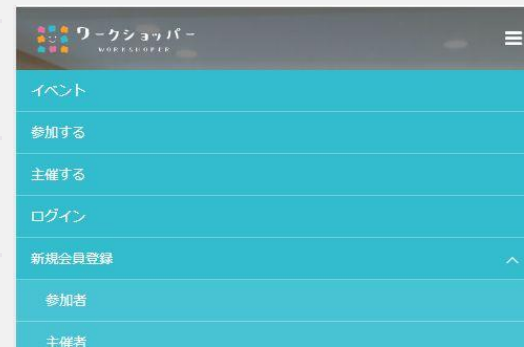 ワークショッパー
WORKSHOPER
イベント
参加する
主催する
ログイン
新規会員登録
参加者
主催者